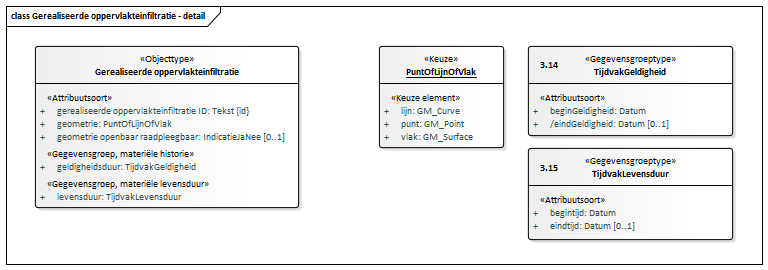 class Gerealiseerde oppervlakteinfiltratie - detail
«Objecttype»
Gerealiseerde oppervlakteinfiltratie
«Attribuutsoort»
+ gerealiseerde oppervlakteinfiltratie ID: Tekst {id}
+ geometrie: PuntOfLijnOfVlak
+ geometrie openbaar raadpleegbaar: IndicatieJaNee [0..1]
«Gegevensgroep, materiële historie»
+ geldigheidsduur: TijdvakGeldigheid
«Gegevensgroep, materiële levensduur»
+ levensduur: TijdvakLevensduur
«Keuze»
PuntOfLijnOfVlak
«Keuze element»
+ lijn: GM_Curve
+ punt: GM_Point
+ vlak: GM_Surface
3.14 «Gegevensgroeptype»
TijdvakGeldigheid
«Attribuutsoort»
+ beginGeldigheid: Datum
+ /eindGeldigheid: Datum [0..1]
3.15 «Gegevensgroeptype»
TijdvakLevensduur
«Attribuutsoort»
+ begintijd: Datum
+ eindtijd: Datum [0..1]